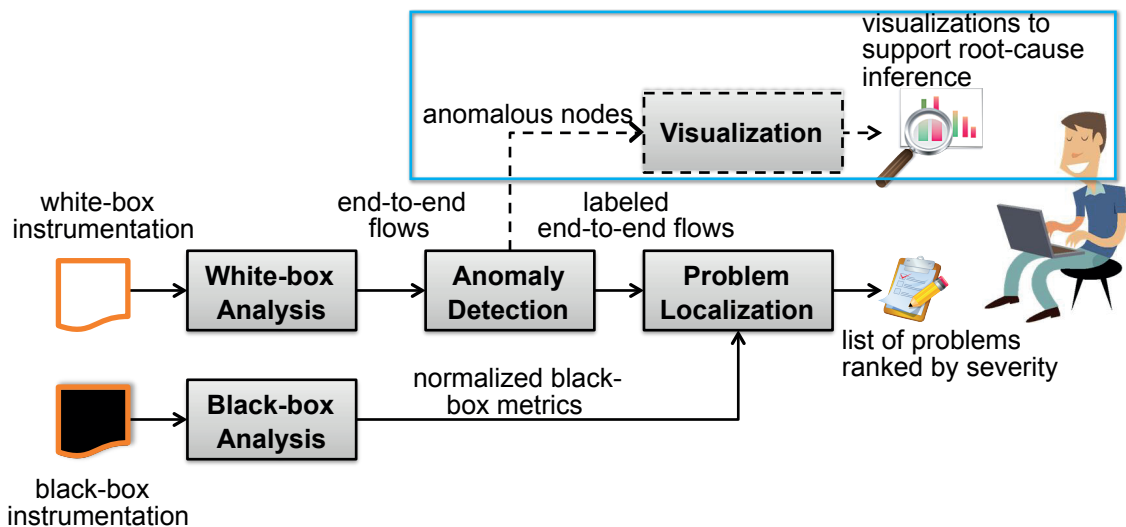 visualizations to
support root-cause
inference
anomalous nodes
Visualization
white-box
instrumentation
end-to-end
flows
labeled
end-to-end flows
White-box
Analysis
Anomaly
Detection
Problem
Localization
list of problems
ranked by severity
normalized black-
box metrics
Black-box
Analysis
black-box
instrumentation